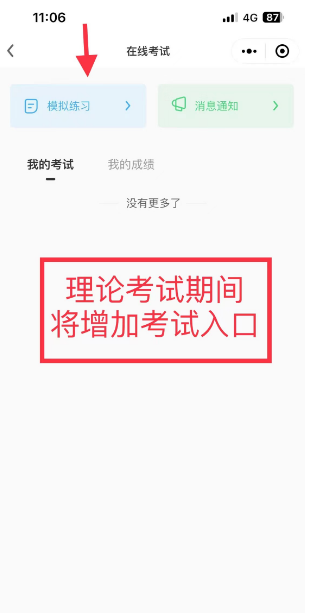 11:06
4G
87
在线考试
模拟练习
消息通知
我的考试
我的成绩
没有更多了
理论考试期间
将增加考试入口